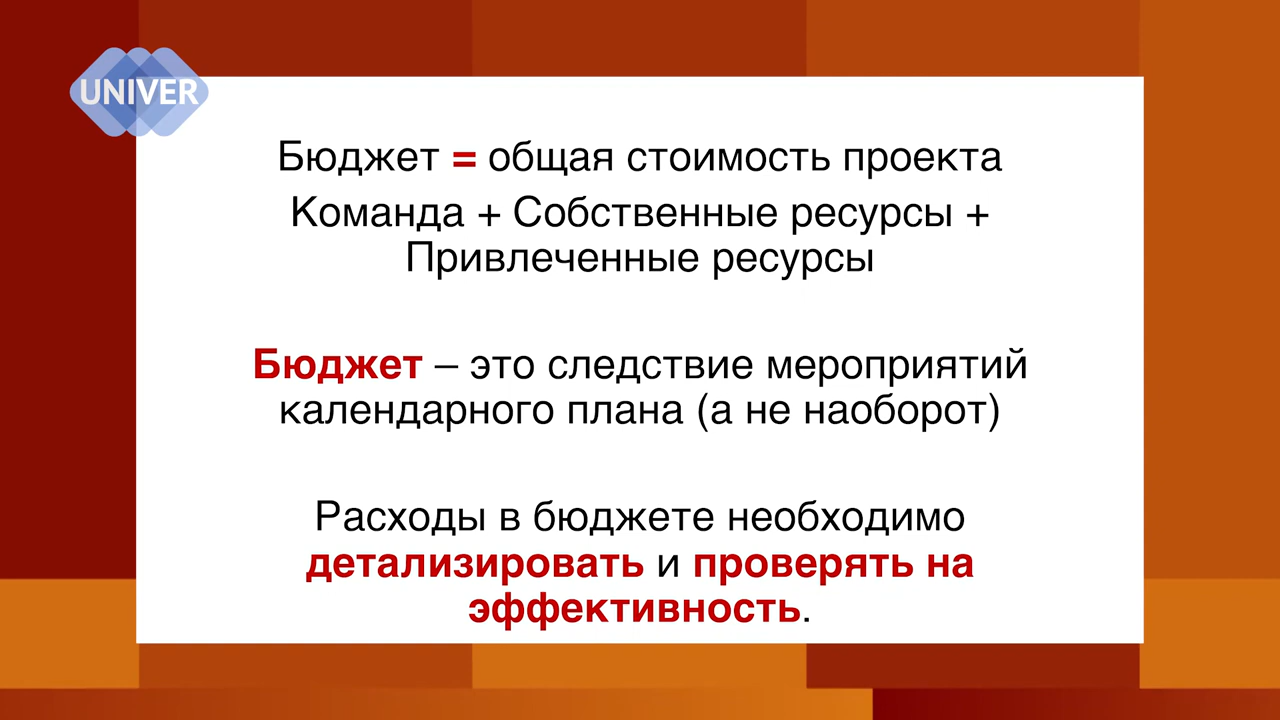 UNIVER
Бюджет = общая стоимость проекта
Команда + Собственные ресурсы +
Привлеченные ресурсы
Бюджет – это следствие мероприятий
календарного плана (а не наоборот)
Расходы в бюджете необходимо
детализировать и проверять на
эффективность.